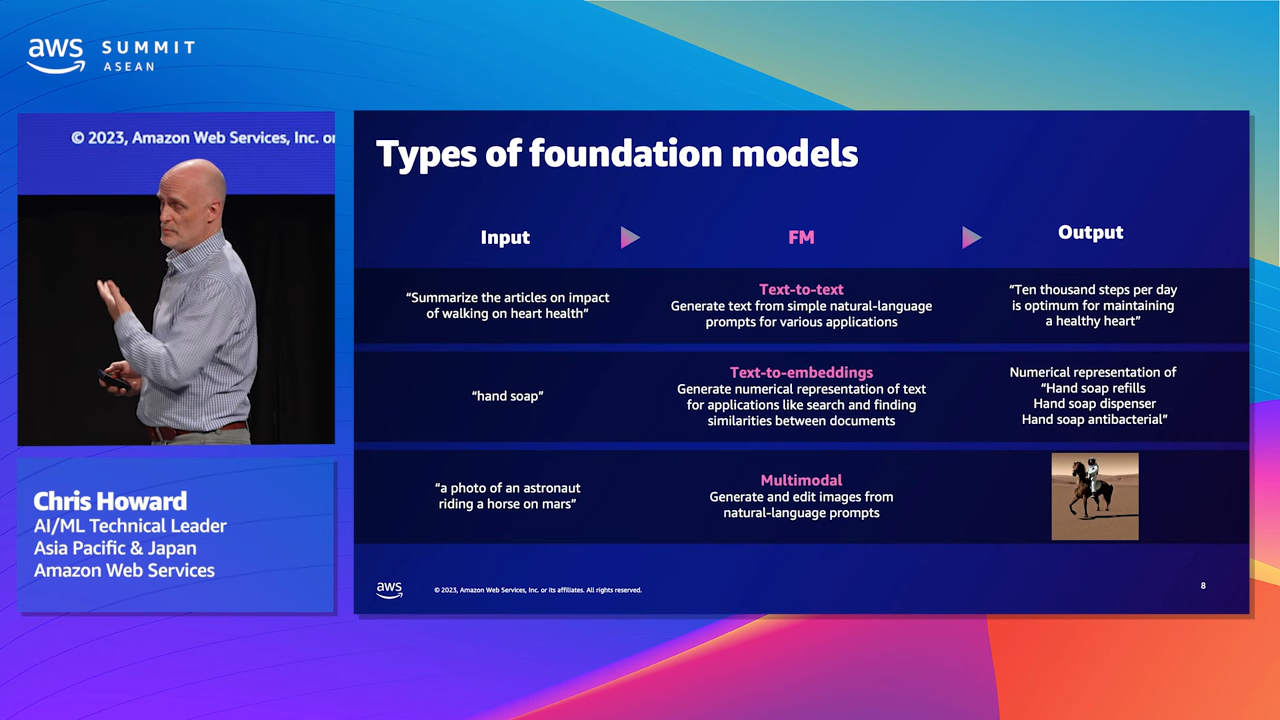 aws SUMMIT
ASEAN
© 2023, Amazon Web Services, Inc. or
Chris Howard
AI/ML Technical Leader
Asia Pacific & Japan
Amazon Web Services
Types of foundation models
Input
FM
Output
“Summarize the articles on impact
of walking on heart health”
Text-to-text
Generate text from simple natural-language
prompts for various applications
“Ten thousand steps per day
is optimum for maintaining
a healthy heart”
“hand soap”
Text-to-embeddings
Generate numerical representation of text
for applications like search and finding
similarities between documents
Numerical representation of
“Hand soap refills
Hand soap dispenser
Hand soap antibacterial”
“a photo of an astronaut
riding a horse on mars”
Multimodal
Generate and edit images from
natural-language prompts
aws
© 2023, Amazon Web Services, Inc. or its affiliates. All rights reserved.
8